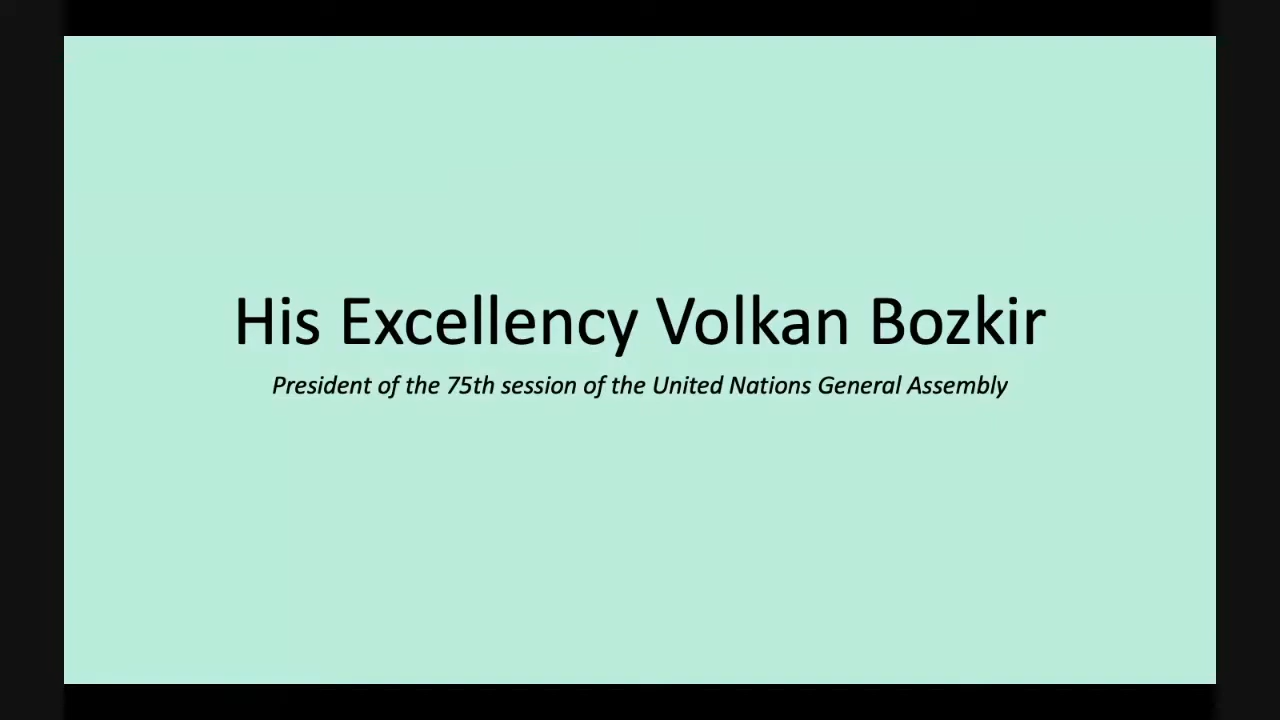 His Excellency Volkan Bozkir
President of the 75th session of the United Nations General Assembly